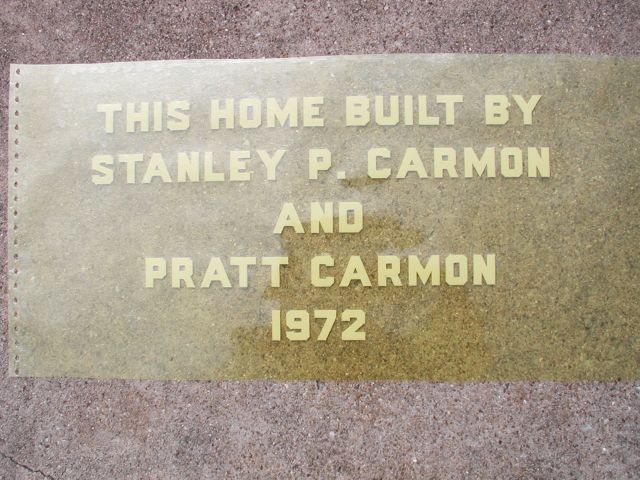 THIS HOME BUILT BY
STANLEY P. CARMON
AND
PRATT CARMON
1972